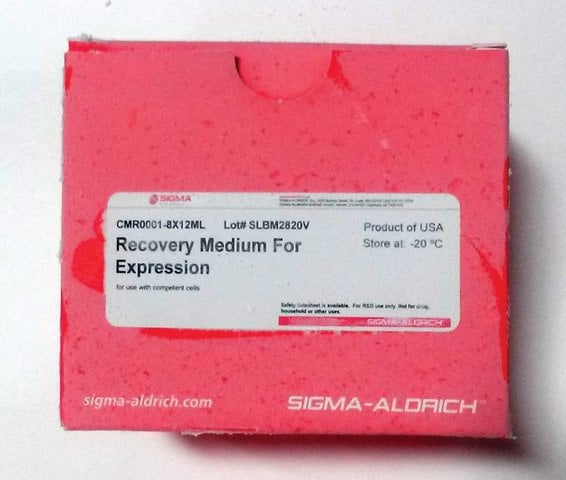 SIGMA
CMR0001-8X12ML Lot# SLBM2820V
Product of USA
Recovery Medium For
Expression
Store at: -20 ºC
for use with competent cells
Safety datasheet is available. For R&D use only. Not for drug,
household or other uses.
SIGMA-ALDRICH
sigma-aldrich.com
SIGMA-ALDRICH™